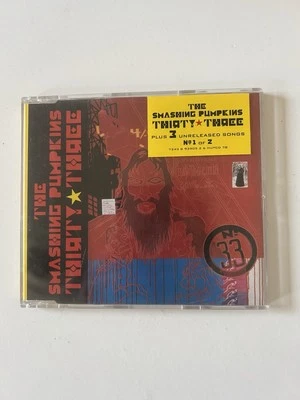 THE
SMASHING PUMPKINS
THIRTY★THREE
THE
SMASHING PUMPKINS
THIRTY★THREE
PLUS 3 UNRELEASED SONGS
Nº1 OF 2
33